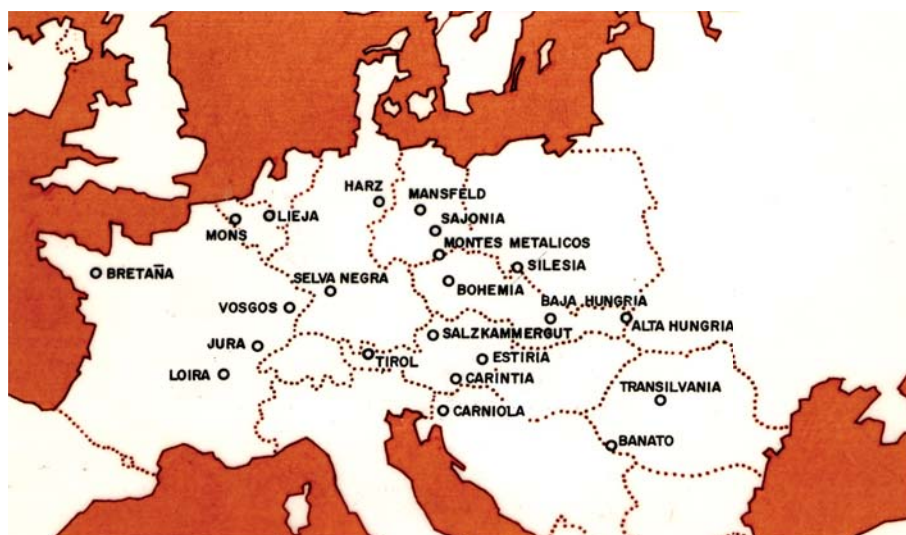 HARZ
MANSFELD
LIEJA
MONS
SAJONIA
MONTES METALICOS
BRETAÑA
SILESIA
SELVA NEGRA
BOHEMIA
VOSGOS
BAJA HUNGRIA
ALTA HUNGRIA
SALZKAMMERGUT
JURA
TIROL
ESTIRIA
LOIRA
CARINTIA
TRANSILVANIA
CARNIOLA
BANATO